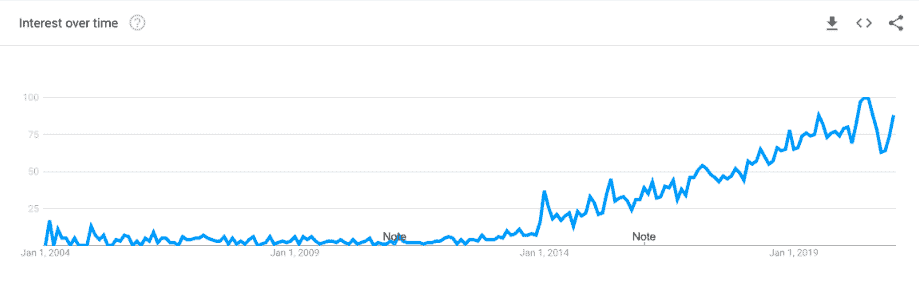 Interest over time ?
100
75
50
25
Note Note
Jan 1, 2004 Jan 1, 2009 Jan 1, 2014 Jan 1, 2019